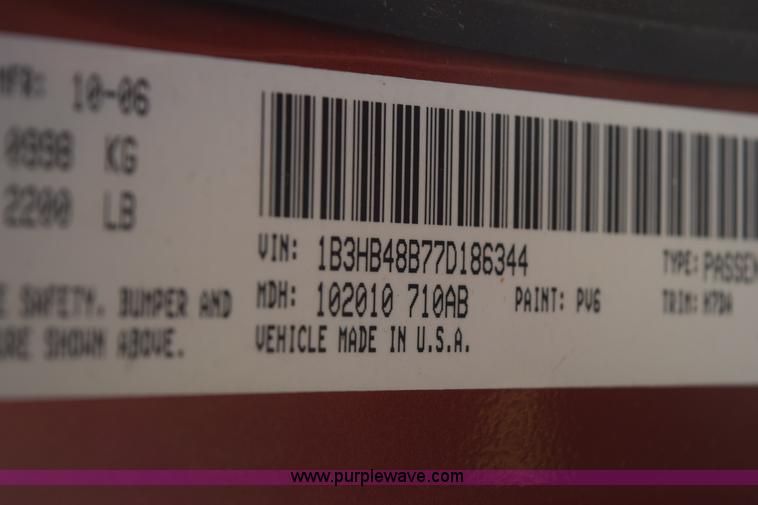 MFR: 10-06
0998 KG
2200 LB
VIN: 1B3HB48B77D186344
TYPE: PASSEN
E SAFETY, BUMPER AND
MDH: 102010 710AB PAINT: PV6 TRIM: H7DA
URE SHOWN ABOVE.
VEHICLE MADE IN U.S.A.
www.purplewave.com